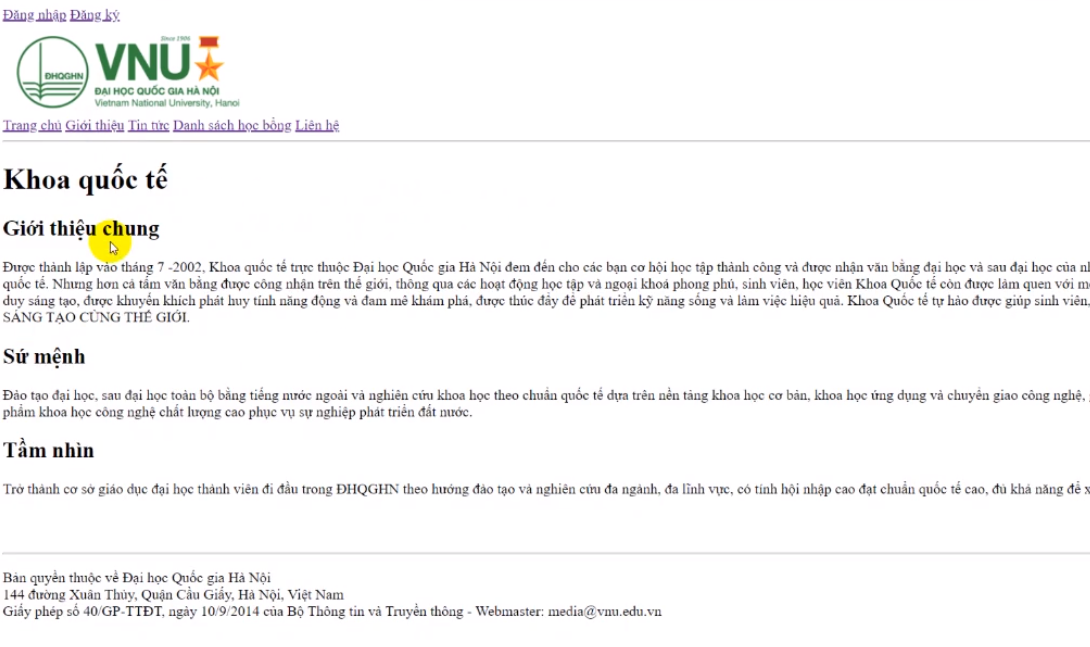 Đăng nhập Đăng ký
Since 1906
ĐHQGHN
VNU
ĐẠI HỌC QUỐC GIA HÀ NỘI
Vietnam National University, Hanoi
Trang chủ Giới thiệu Tin tức Danh sách học bổng Liên hệ
Khoa quốc tế
Giới thiệu chung
Được thành lập vào tháng 7 -2002, Khoa quốc tế trực thuộc Đại học Quốc gia Hà Nội đem đến cho các bạn cơ hội học tập thành công và được nhận văn bằng đại học và sau đại học của
quốc tế. Nhưng hơn cả tấm văn bằng được công nhận trên thế giới, thông qua các hoạt động học tập và ngoại khoá phong phú, sinh viên, học viên Khoa Quốc tế còn được làm quen với
duy sáng tạo, được khuyến khích phát huy tính năng động và đam mê khám phá, được thúc đẩy để phát triển kỹ năng sống và làm việc hiệu quả. Khoa Quốc tế tự hào được giúp sinh viên,
SÁNG TẠO CÙNG THẾ GIỚI.
Sứ mệnh
Đào tạo đại học, sau đại học toàn bộ bằng tiếng nước ngoài và nghiên cứu khoa học theo chuẩn quốc tế dựa trên nền tảng khoa học cơ bản, khoa học ứng dụng và chuyển giao công nghệ,
phẩm khoa học công nghệ chất lượng cao phục vụ sự nghiệp phát triển đất nước.
Tầm nhìn
Trở thành cơ sở giáo dục đại học thành viên đi đầu trong ĐHQGHN theo hướng đào tạo và nghiên cứu đa ngành, đa lĩnh vực, có tính hội nhập cao đạt chuẩn quốc tế cao, đủ khả năng để
Bản quyền thuộc về Đại học Quốc gia Hà Nội
144 đường Xuân Thủy, Quận Cầu Giấy, Hà Nội, Việt Nam
Giấy phép số 40/GP-TTĐT, ngày 10/9/2014 của Bộ Thông tin và Truyền thông - Webmaster: media@vnu.edu.vn